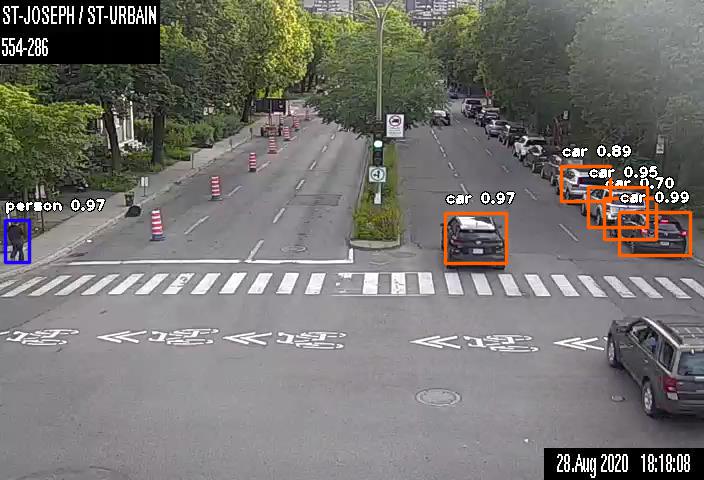 ST-JOSEPH / ST-URBAIN
554-286
car 0.89
car 0.95
car 0.70
car 0.99
car 0.97
person 0.97
28.Aug 2020 18:18:08